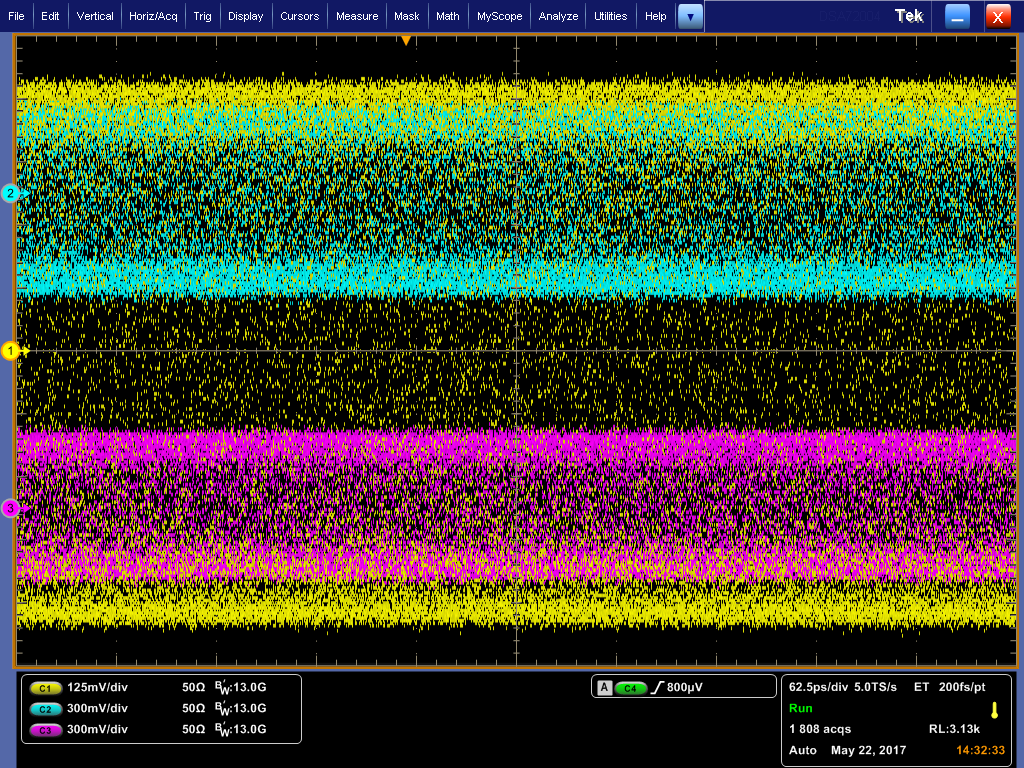 File Edit Vertical Horiz/Acq Trig Display Cursors Measure Mask Math MyScope Analyze Utilities Help Tek X
2
1
3
C1 125mV/div 50Ω BW:13.0G
C2 300mV/div 50Ω BW:13.0G
C3 300mV/div 50Ω BW:13.0G
A C4 800µV
62.5ps/div 5.0TS/s ET 200fs/pt
Run
1 808 acqs RL:3.13k
Auto May 22, 2017 14:32:33